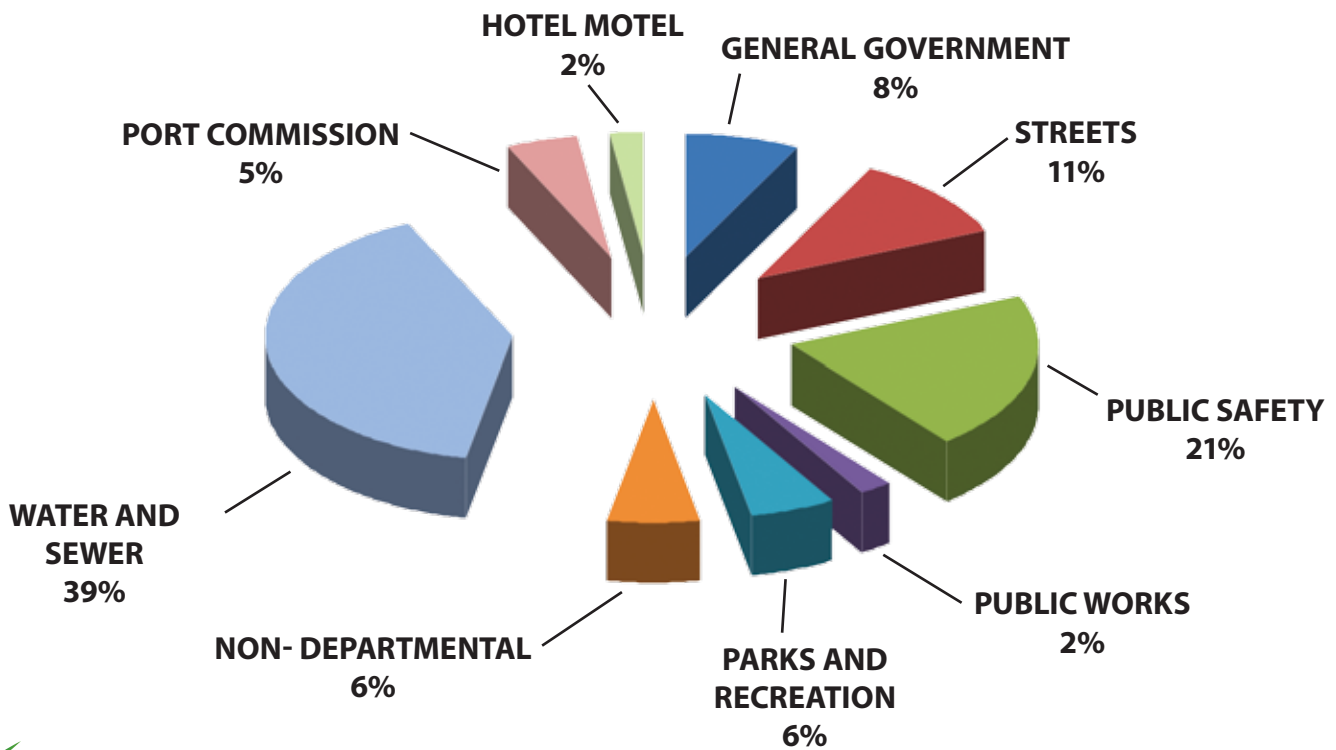 HOTEL MOTEL
2%
GENERAL GOVERNMENT
8%
STREETS
11%
PUBLIC SAFETY
21%
PUBLIC WORKS
2%
PARKS AND
RECREATION
6%
NON- DEPARTMENTAL
6%
WATER AND
SEWER
39%
PORT COMMISSION
5%